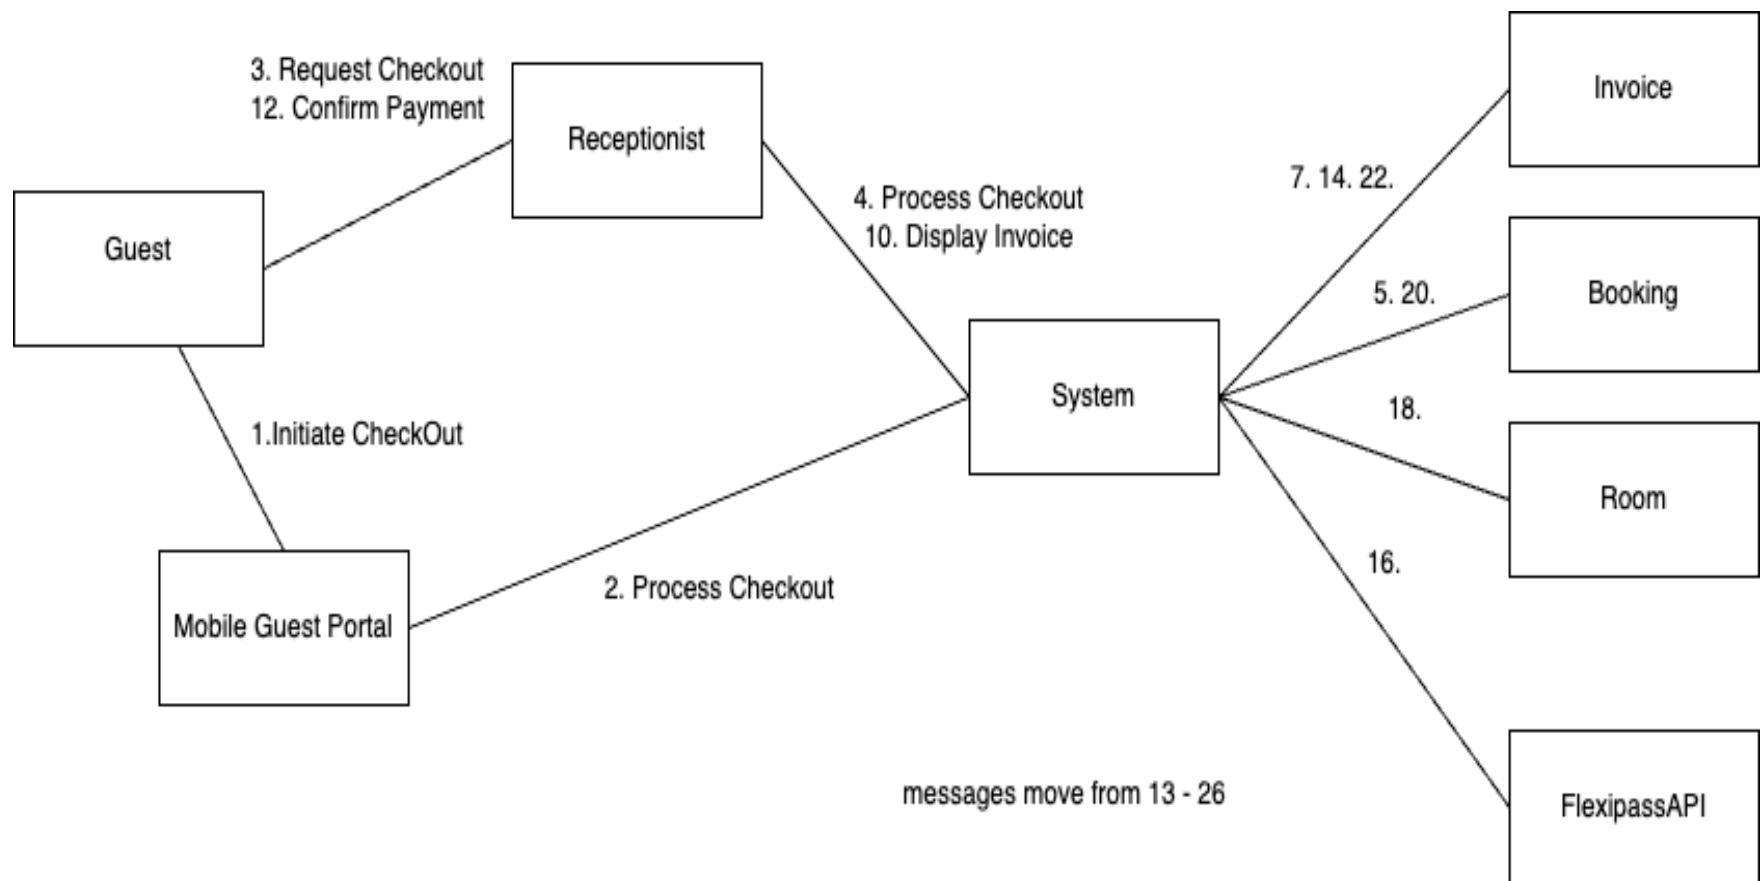 3. Request Checkout
12. Confirm Payment
Receptionist
Guest
1.Initiate CheckOut
Mobile Guest Portal
4. Process Checkout
10. Display Invoice
2. Process Checkout
System
7. 14. 22.
5. 20.
18.
16.
Invoice
Booking
Room
FlexipassAPI
messages move from 13 - 26